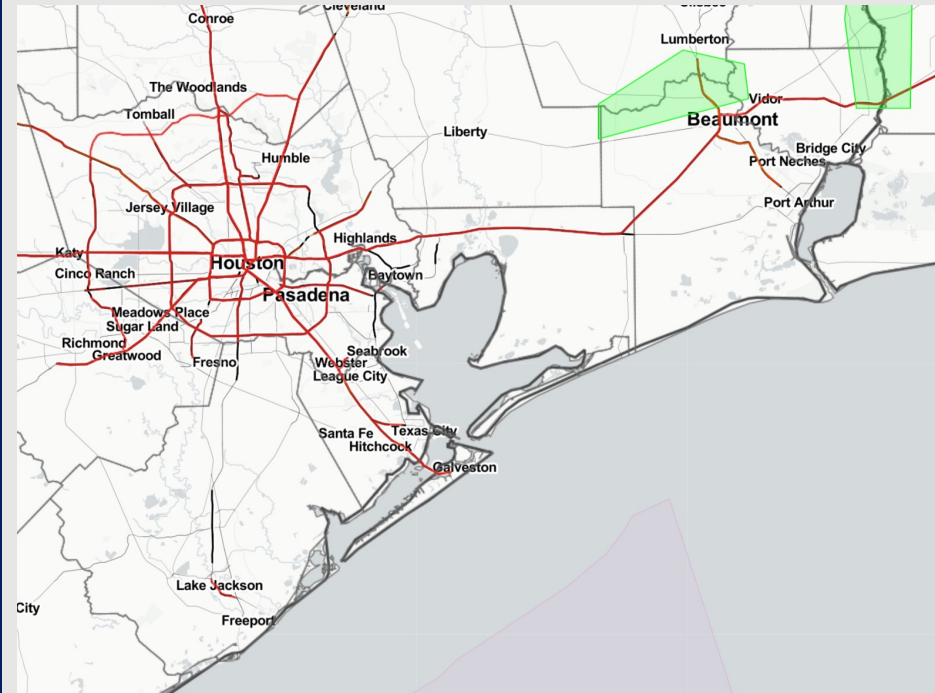 Conroe
Cleveland
Lumberton
The Woodlands
Tomball
Vidor
Beaumont
Liberty
Bridge City
Humble
Port Neches
Port Arthur
Jersey Village
Highlands
Katy
Houston
Cinco Ranch
Baytown
Pasadena
Meadows Place
Sugar Land
Richmond
Seabrook
Greatwood
Fresno
Webster
League City
Santa Fe
Texas City
Hitchcock
Galveston
Lake Jackson
City
Freeport